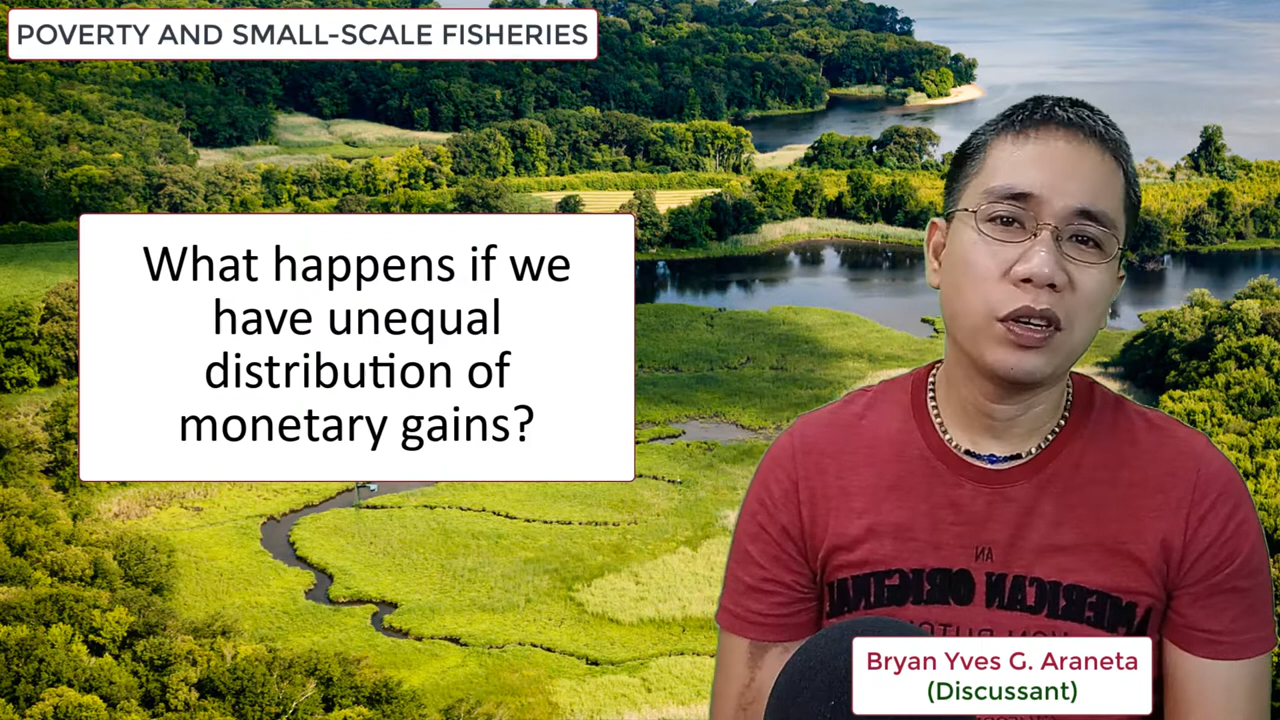 POVERTY AND SMALL-SCALE FISHERIES
What happens if we
have unequal
distribution of
monetary gains?
AN
AMERICAN ORIGINAL
Bryan Yves G. Araneta
(Discussant)